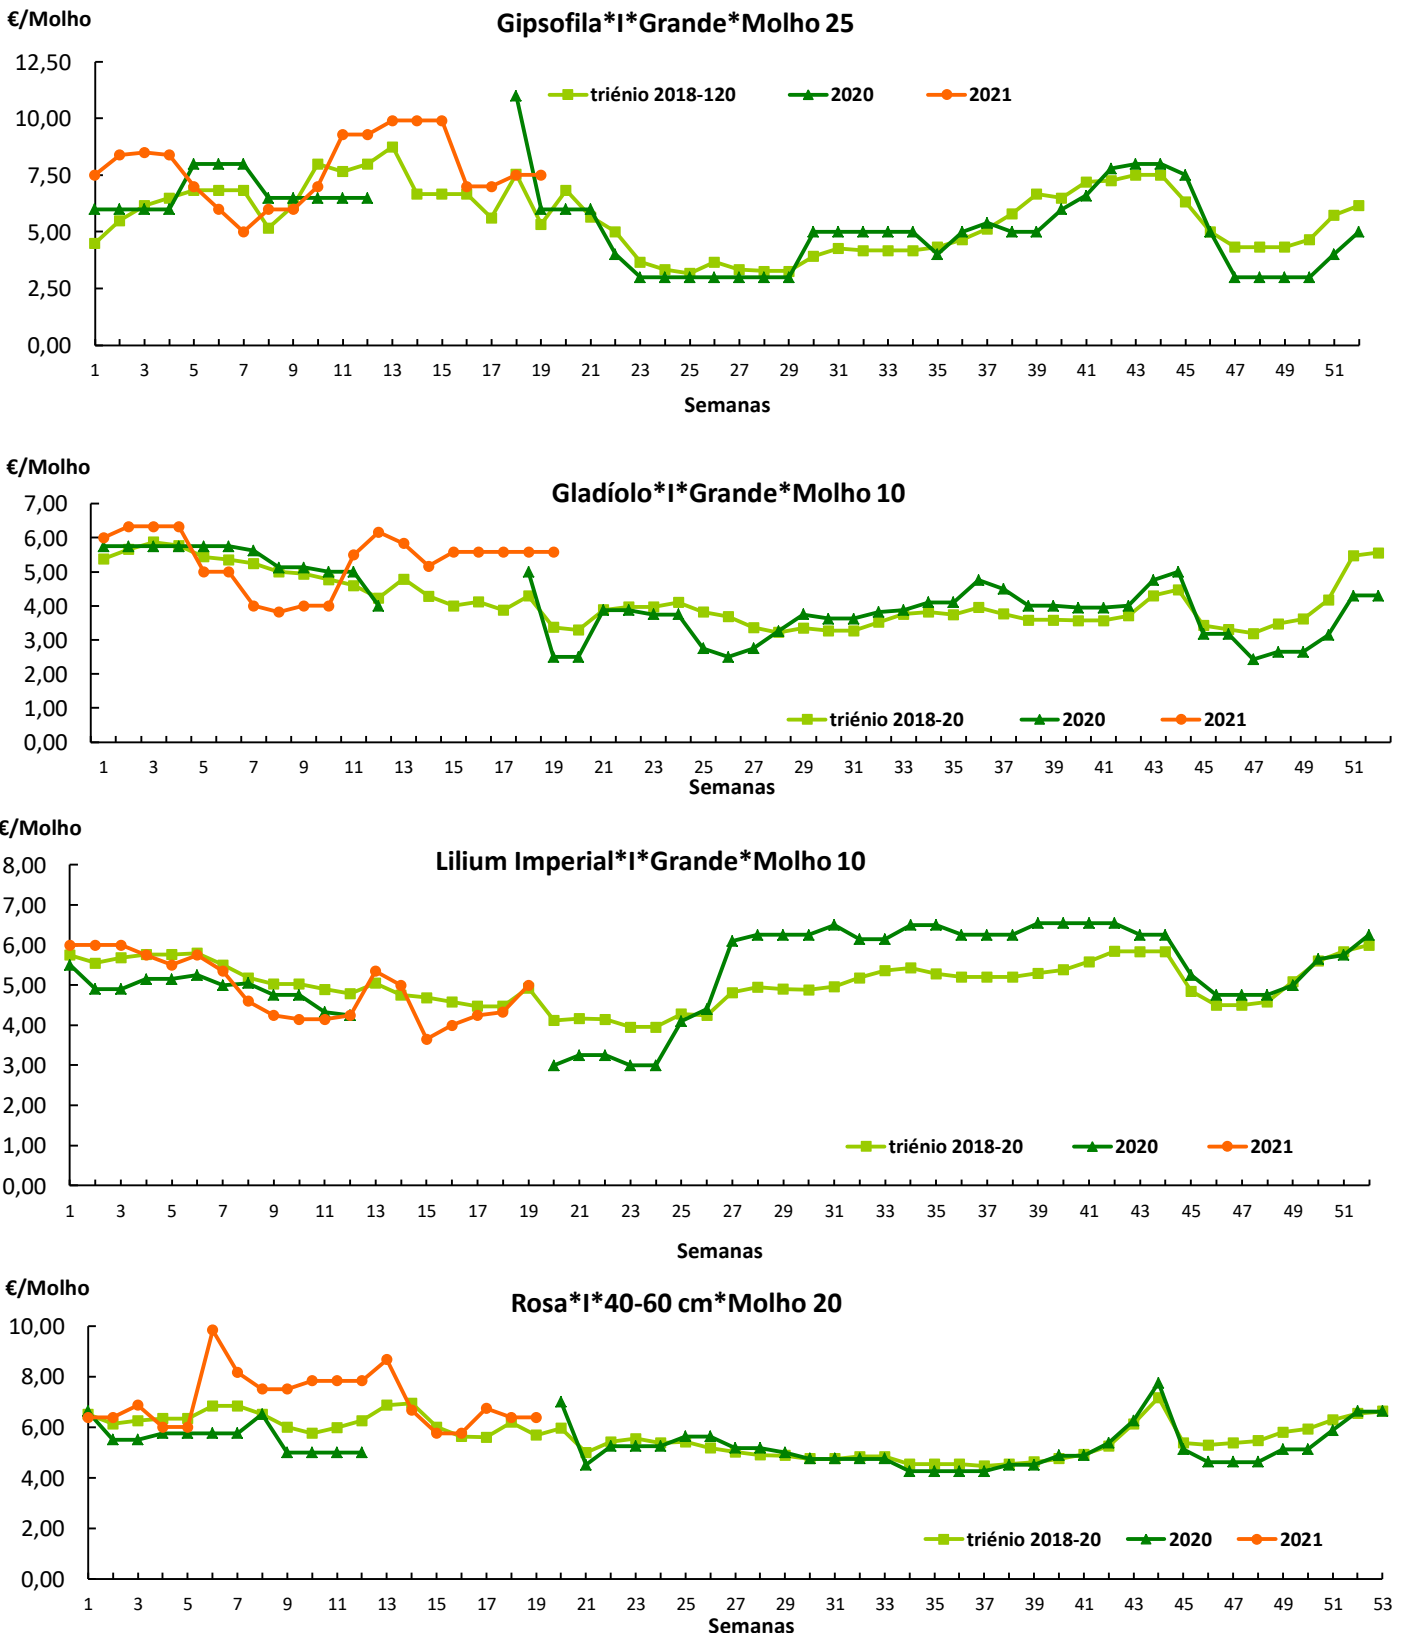 €/Molho
Gipsofila*I*Grande*Molho 25
12,50
10,00
7,50
5,00
2,50
0,00
triénio 2018-120 2020 2021
1 3 5 7 9 11 13 15 17 19 21 23 25 27 29 31 33 35 37 39 41 43 45 47 49 51
Semanas
€/Molho
Gladíolo*I*Grande*Molho 10
7,00
6,00
5,00
4,00
3,00
2,00
1,00
0,00
triénio 2018-20 2020 2021
1 3 5 7 9 11 13 15 17 19 21 23 25 27 29 31 33 35 37 39 41 43 45 47 49 51
Semanas
€/Molho
Lilium Imperial*I*Grande*Molho 10
8,00
7,00
6,00
5,00
4,00
3,00
2,00
1,00
0,00
triénio 2018-20 2020 2021
1 3 5 7 9 11 13 15 17 19 21 23 25 27 29 31 33 35 37 39 41 43 45 47 49 51
Semanas
€/Molho
Rosa*I*40-60 cm*Molho 20
10,00
8,00
6,00
4,00
2,00
0,00
triénio 2018-20 2020 2021
1 3 5 7 9 11 13 15 17 19 21 23 25 27 29 31 33 35 37 39 41 43 45 47 49 51 53
Semanas